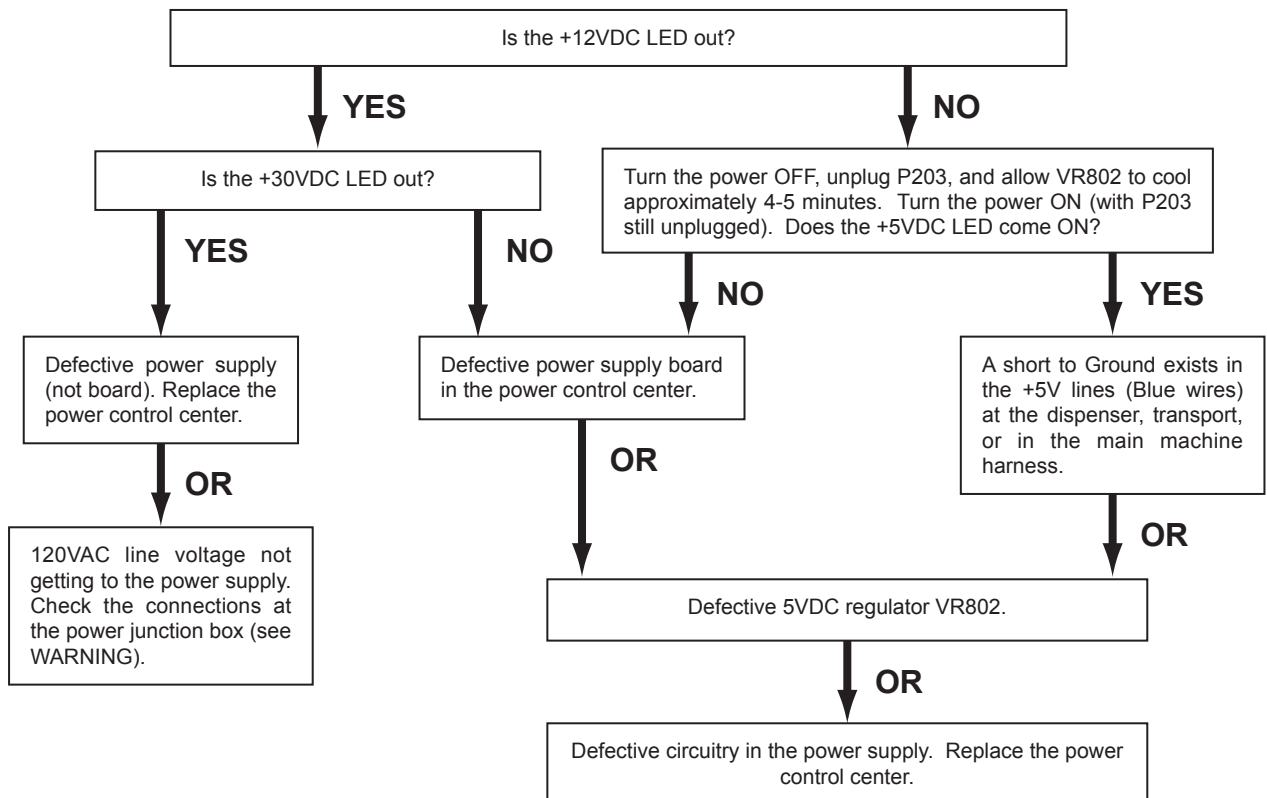 Is the +12VDC LED out?
YES
NO
Is the +30VDC LED out?
Turn the power OFF, unplug P203, and allow VR802 to cool
approximately 4-5 minutes. Turn the power ON (with P203
still unplugged). Does the +5VDC LED come ON?
YES
NO
NO
YES
Defective power supply
(not board). Replace the
power control center.
Defective power supply board
in the power control center.
A short to Ground exists in
the +5V lines (Blue wires)
at the dispenser, transport,
or in the main machine
harness.
OR
OR
OR
120VAC line voltage not
getting to the power supply.
Check the connections at
the power junction box (see
WARNING).
Defective 5VDC regulator VR802.
OR
Defective circuitry in the power supply. Replace the power
control center.